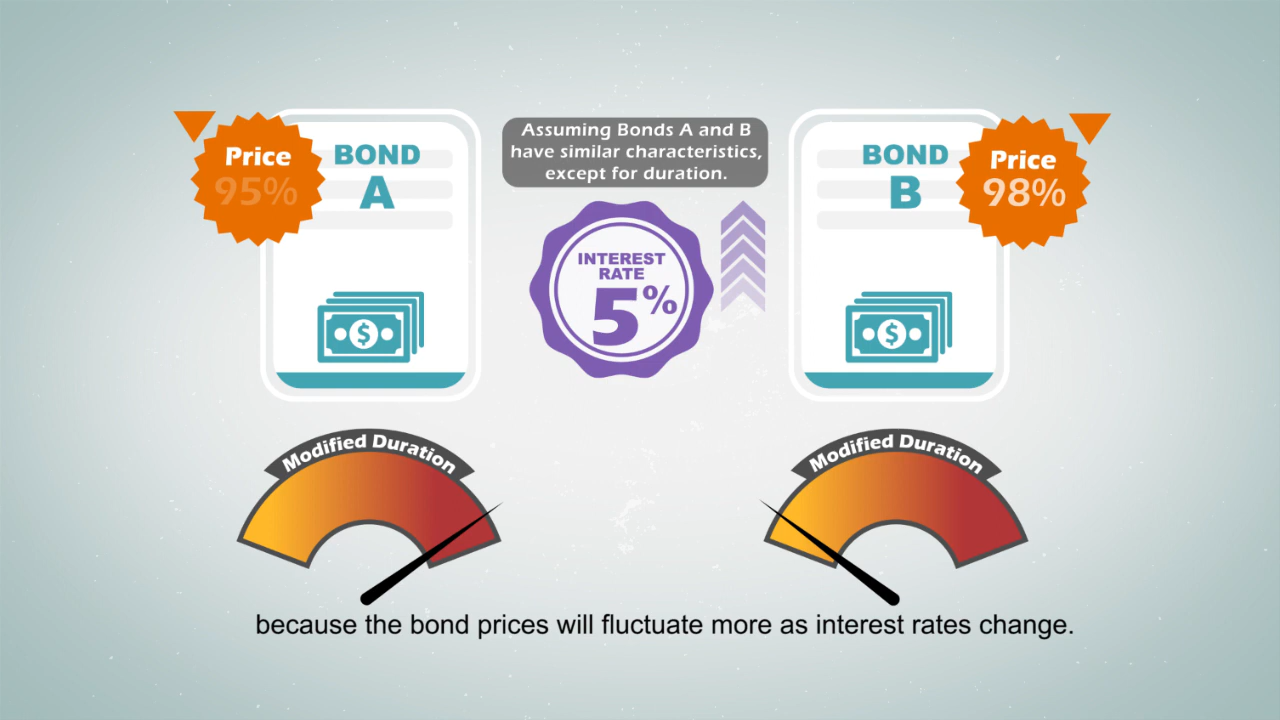 Price
95%
BOND
A
Assuming Bonds A and B
have similar characteristics,
except for duration.
INTEREST
RATE
5%
BOND
B
Price
98%
$
$
Modified Duration
Modified Duration
because the bond prices will fluctuate more as interest rates change.